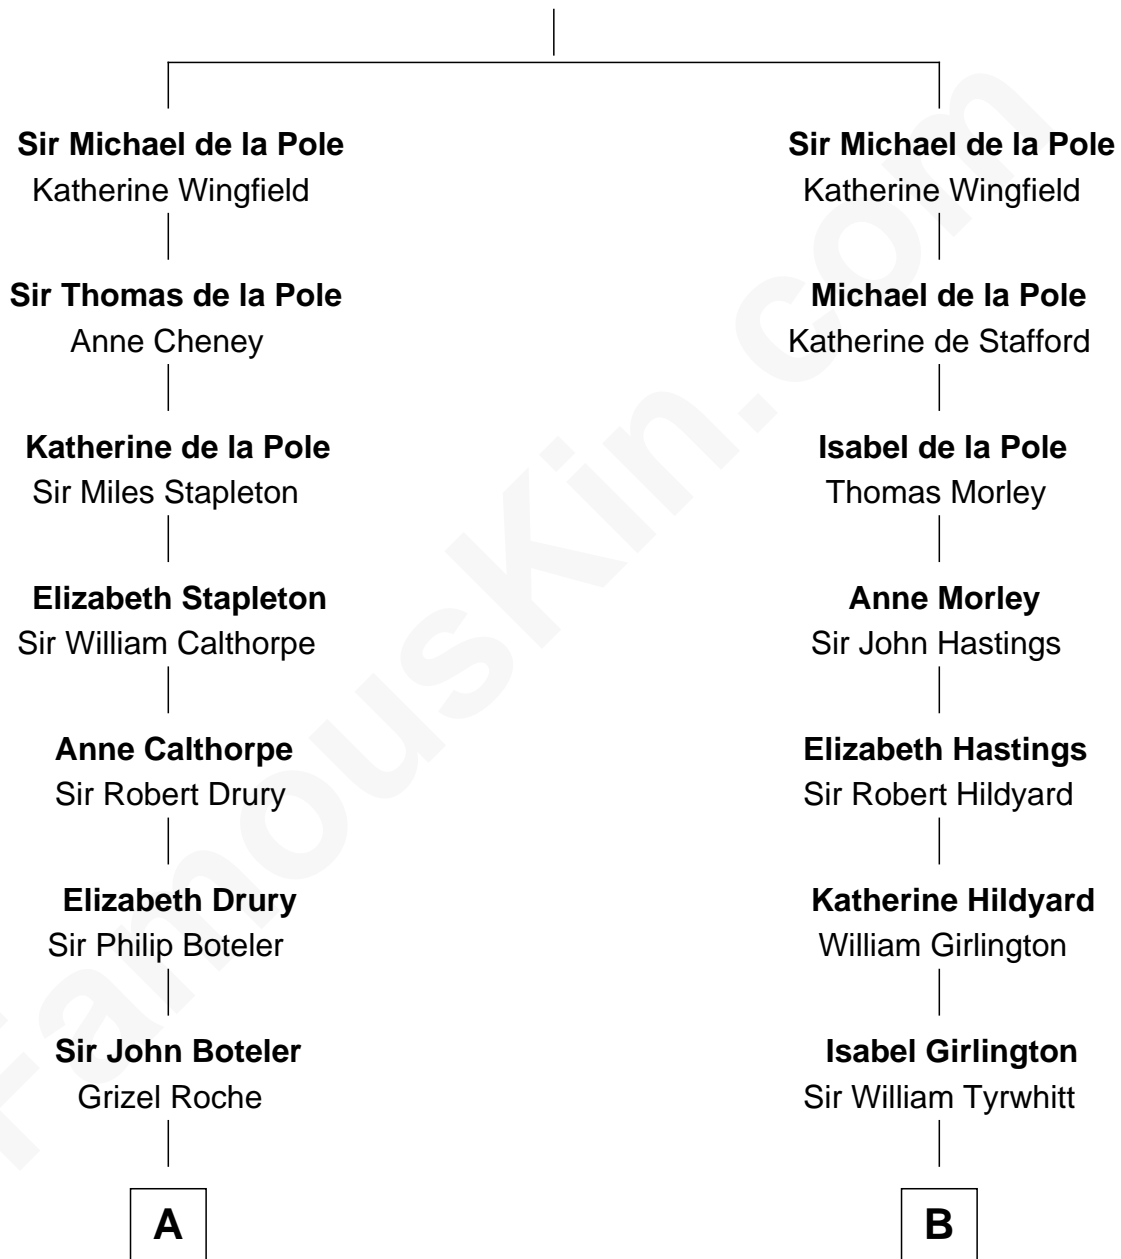 Sir Michael de la Pole
Katherine Wingfield
Sir Thomas de la Pole
Anne Cheney
Katherine de la Pole
Sir Miles Stapleton
Elizabeth Stapleton
Sir William Calthorpe
Anne Calthorpe
Sir Robert Drury
Elizabeth Drury
Sir Philip Boteler
Sir John Boteler
Grizel Roche
A
Sir Michael de la Pole
Katherine Wingfield
Michael de la Pole
Katherine de Stafford
Isabel de la Pole
Thomas Morley
Anne Morley
Sir John Hastings
Elizabeth Hastings
Sir Robert Hildyard
Katherine Hildyard
William Girlington
Isabel Girlington
Sir William Tyrwhitt
B
FamousKin.com